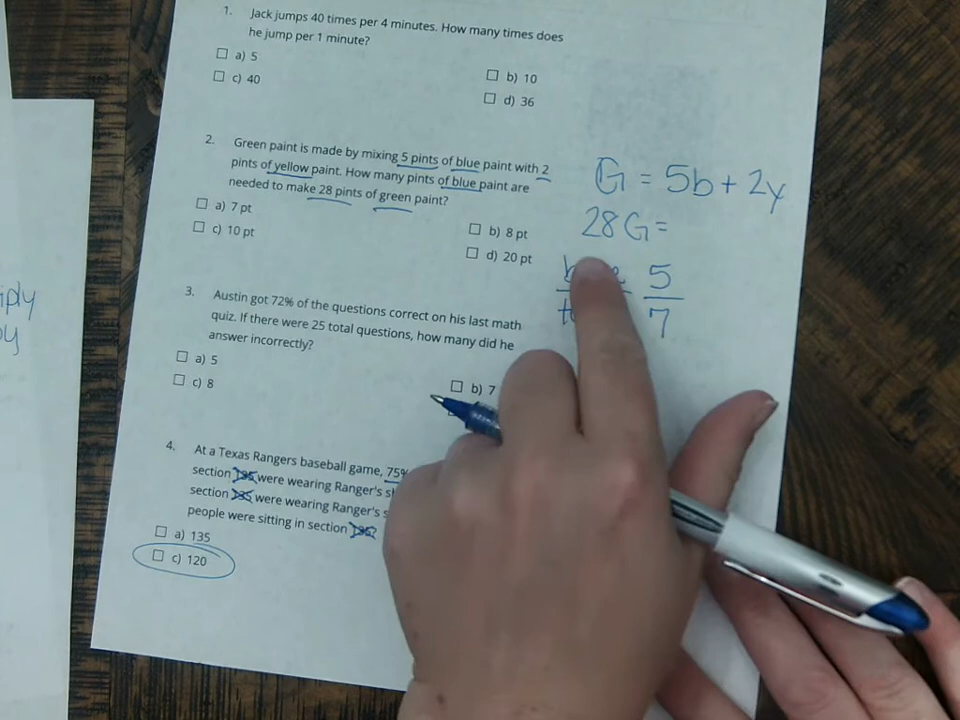 1. Jack jumps 40 times per 4 minutes. How many times does
he jump per 1 minute?
a) 5
b) 10
c) 40
d) 36
2. Green paint is made by mixing 5 pints of blue paint with 2
pints of yellow paint. How many pints of blue paint are
needed to make 28 pints of green paint?
a) 7 pt
b) 8 pt
c) 10 pt
d) 20 pt
G = 5b + 2y
28G =
5
7
3. Austin got 72% of the questions correct on his last math
quiz. If there were 25 total questions, how many did he
answer incorrectly?
a) 5
b) 7
c) 8
4. At a Texas Rangers baseball game, 75%
section were wearing Ranger's
section were wearing Ranger's
people were sitting in section
a) 135
c) 120